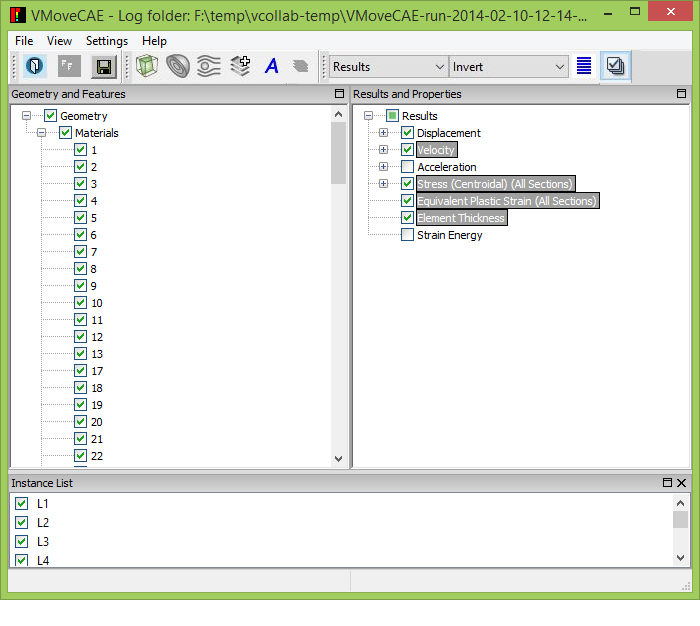 VMoveCAE - Log folder: F:\temp\vcollab-temp\VMoveCAE-run-2014-02-10-12-14-...
File View Settings Help
F F A Results Invert
Geometry and Features
Geometry
Materials
1
2
3
4
5
6
7
8
9
10
11
12
13
17
18
19
20
21
22
Results and Properties
Results
Displacement
Velocity
Acceleration
Stress (Centroidal) (All Sections)
Equivalent Plastic Strain (All Sections)
Element Thickness
Strain Energy
Instance List
L1
L2
L3
L4